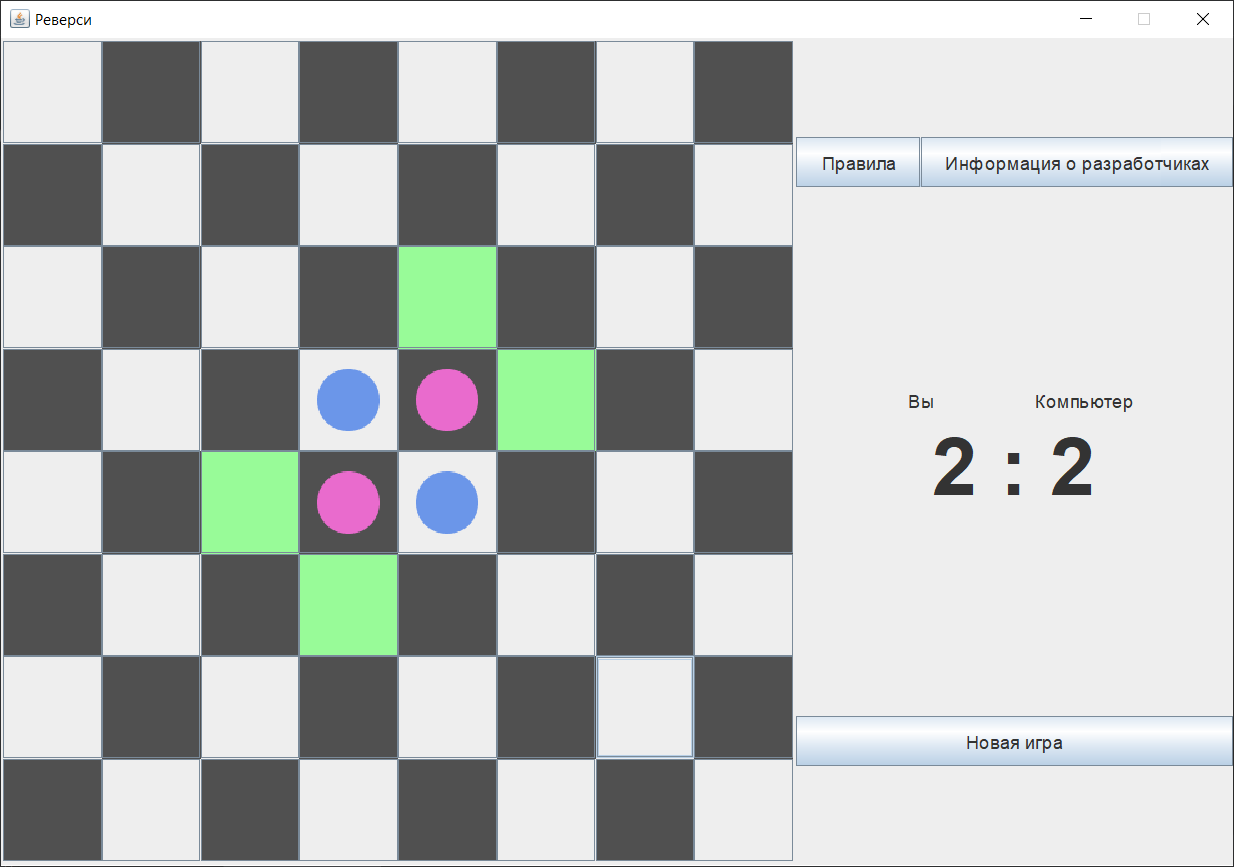 Реверси
Правила
Информация о разработчиках
Вы
Компьютер
2 : 2
Новая игра